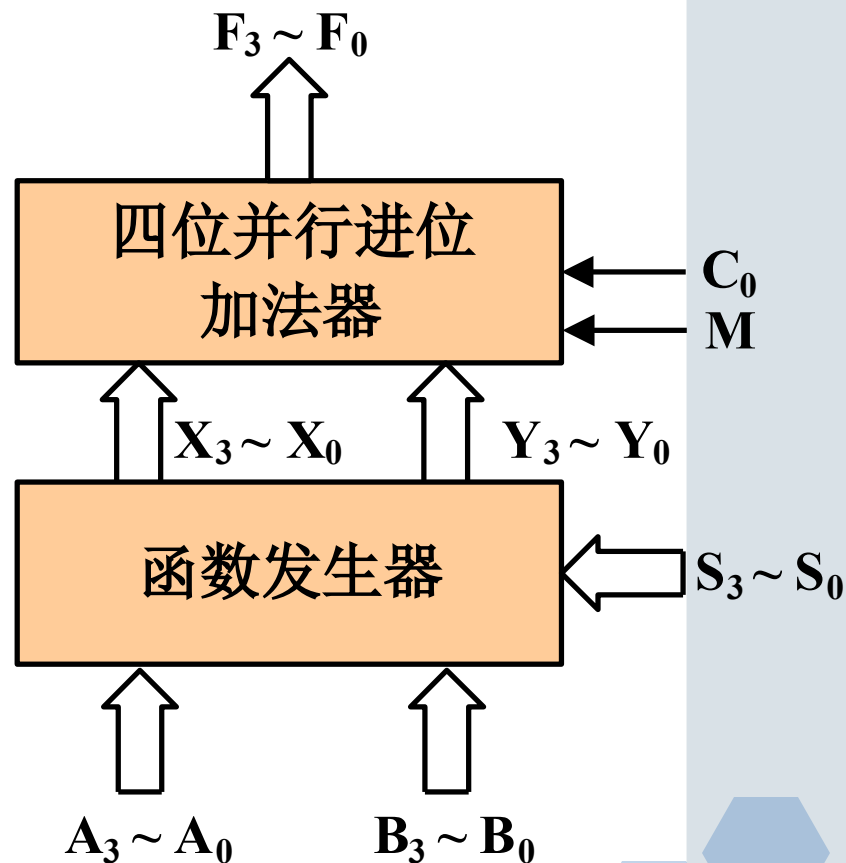 F₃ ~ F₀
四位并行进位
加法器
C₀
M
X₃ ~ X₀
Y₃ ~ Y₀
函数发生器
S₃ ~ S₀
A₃ ~ A₀
B₃ ~ B₀